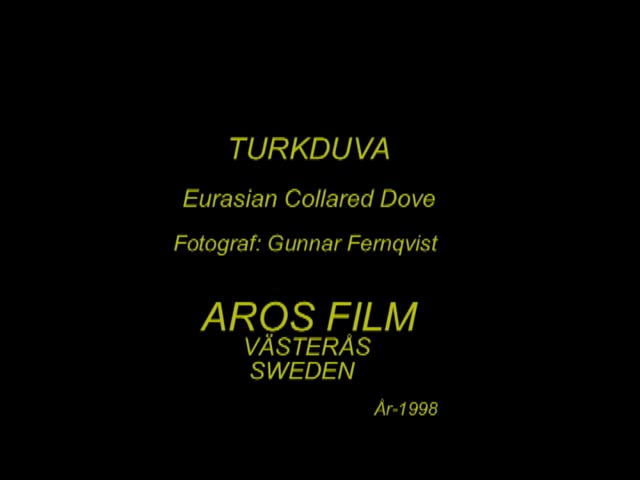 TURKDUVA
Eurasian Collared Dove
Fotograf: Gunnar Fernqvist
AROS FILM
VÄSTERÅS
SWEDEN
År-1998